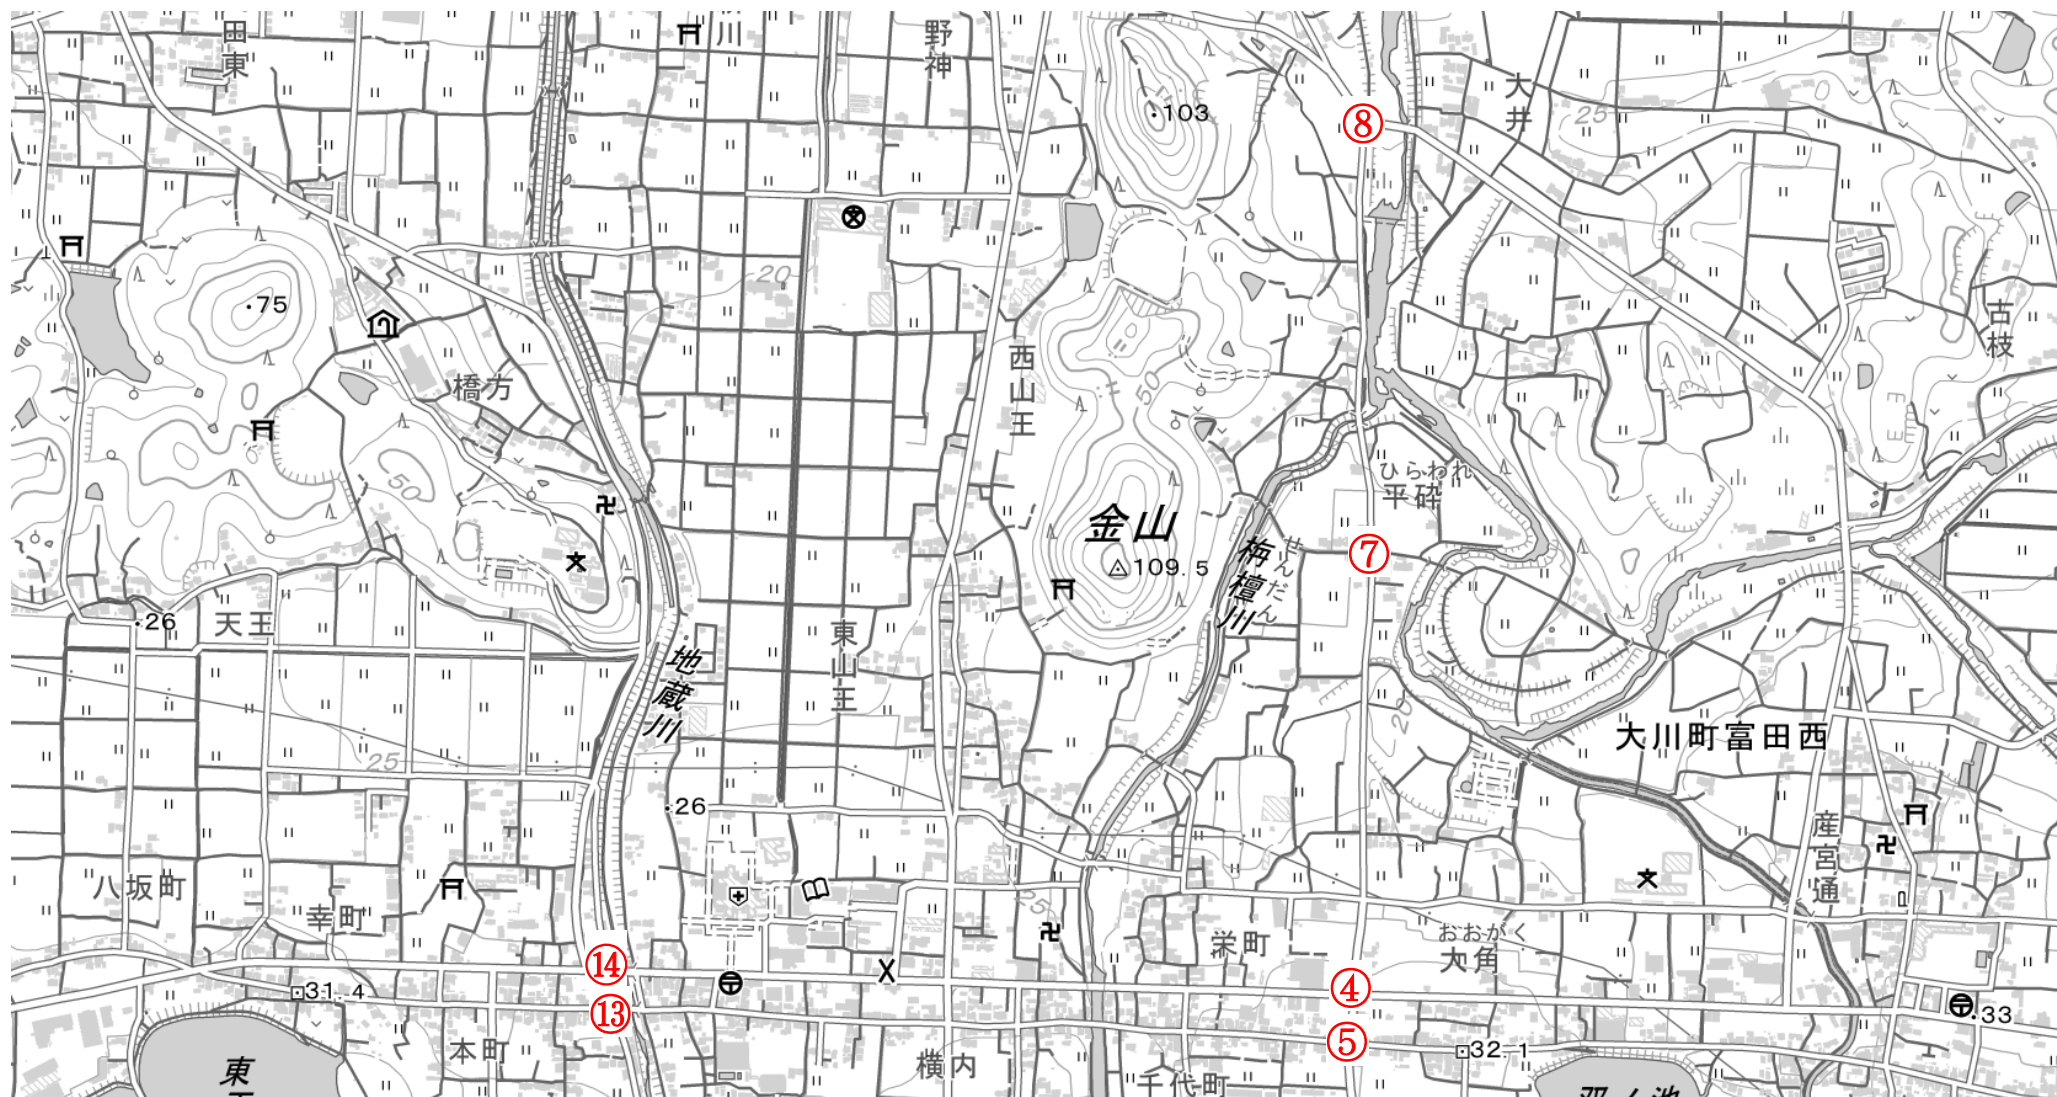 田東
川
野神
大井
103
⑧
25
75
20
古枝
橋方
西山王
50
50
ひらわれ
平砕
金山
109.5
⑦
せんだん
栴檀川
26
天王
東山王
地蔵川
20
大川町富田西
25
26
産宮通
八坂町
幸町
25
栄町
おおがく
大角
⑭
④
31.4
⑬
33
⑤
32.1
本町
横内
千代町
東